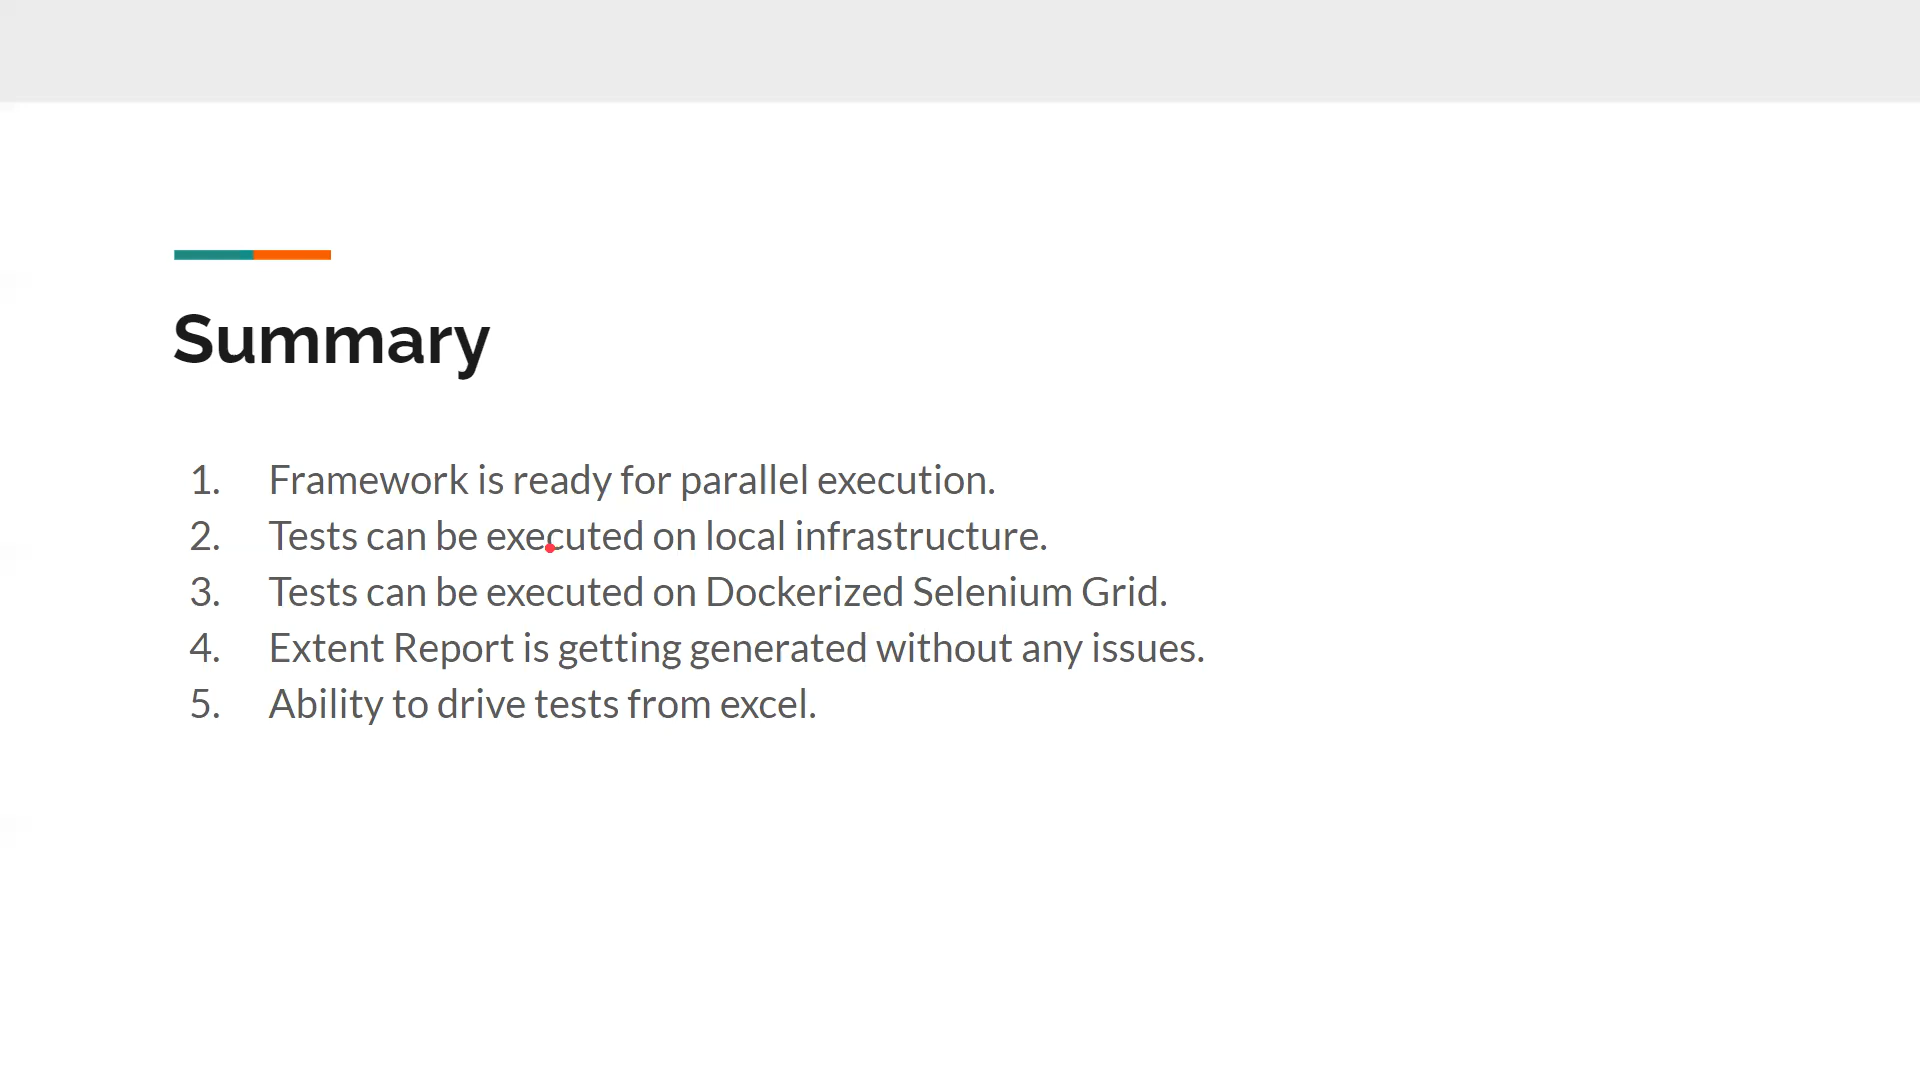 Summary
1. Framework is ready for parallel execution.
2. Tests can be executed on local infrastructure.
3. Tests can be executed on Dockerized Selenium Grid.
4. Extent Report is getting generated without any issues.
5. Ability to drive tests from excel.